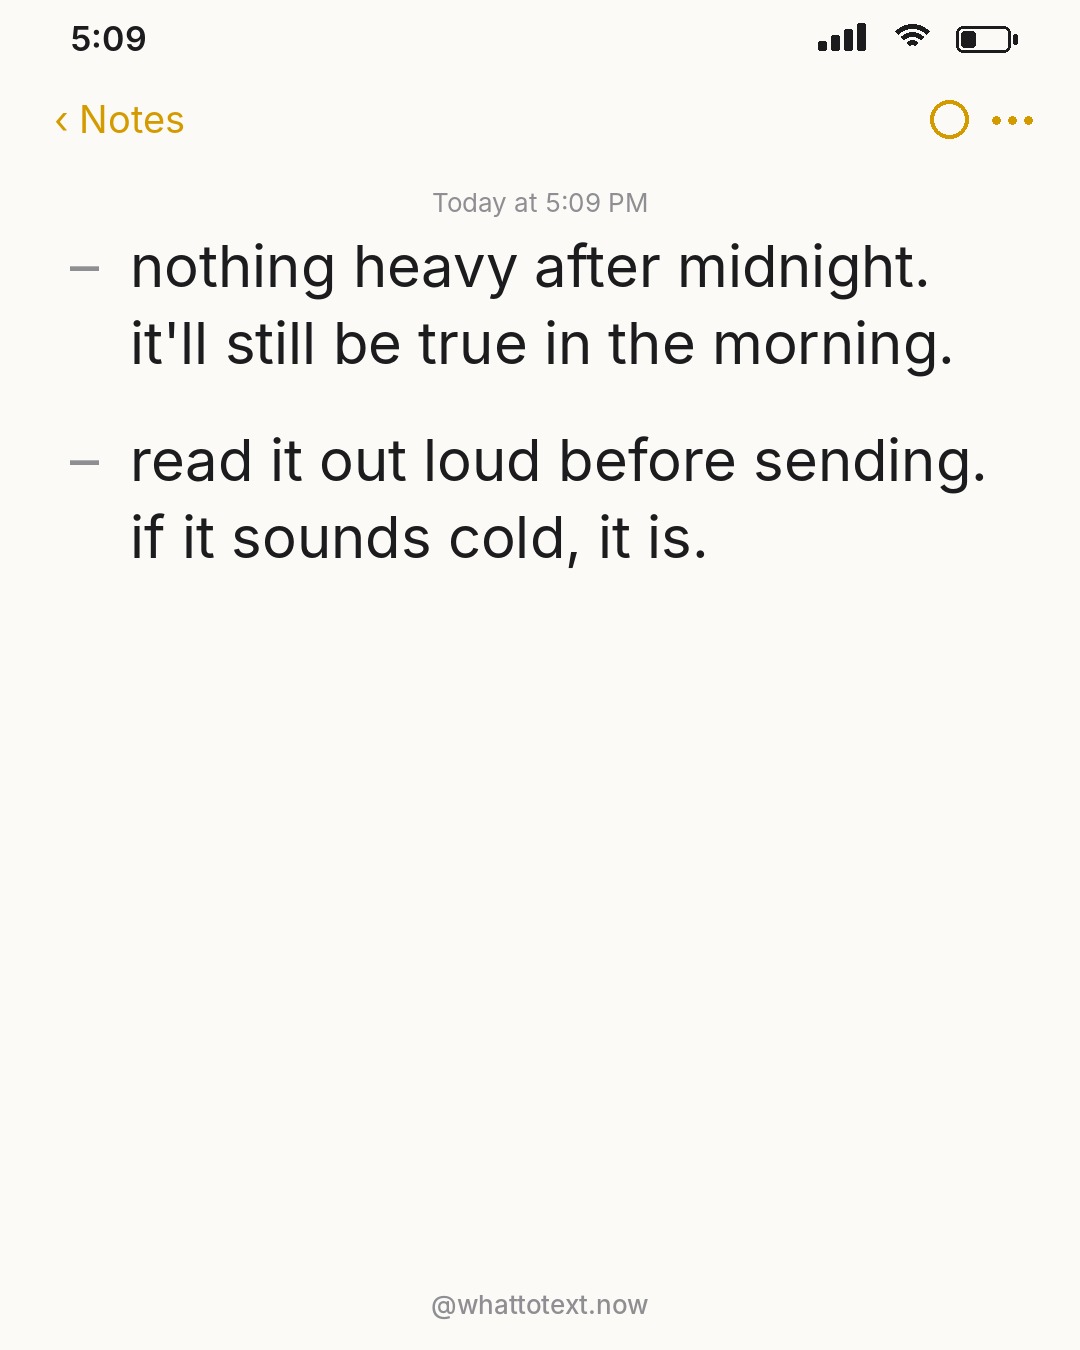 5:09
‹ Notes
Today at 5:09 PM
– nothing heavy after midnight.
it'll still be true in the morning.
– read it out loud before sending.
if it sounds cold, it is.
@whattotext.now